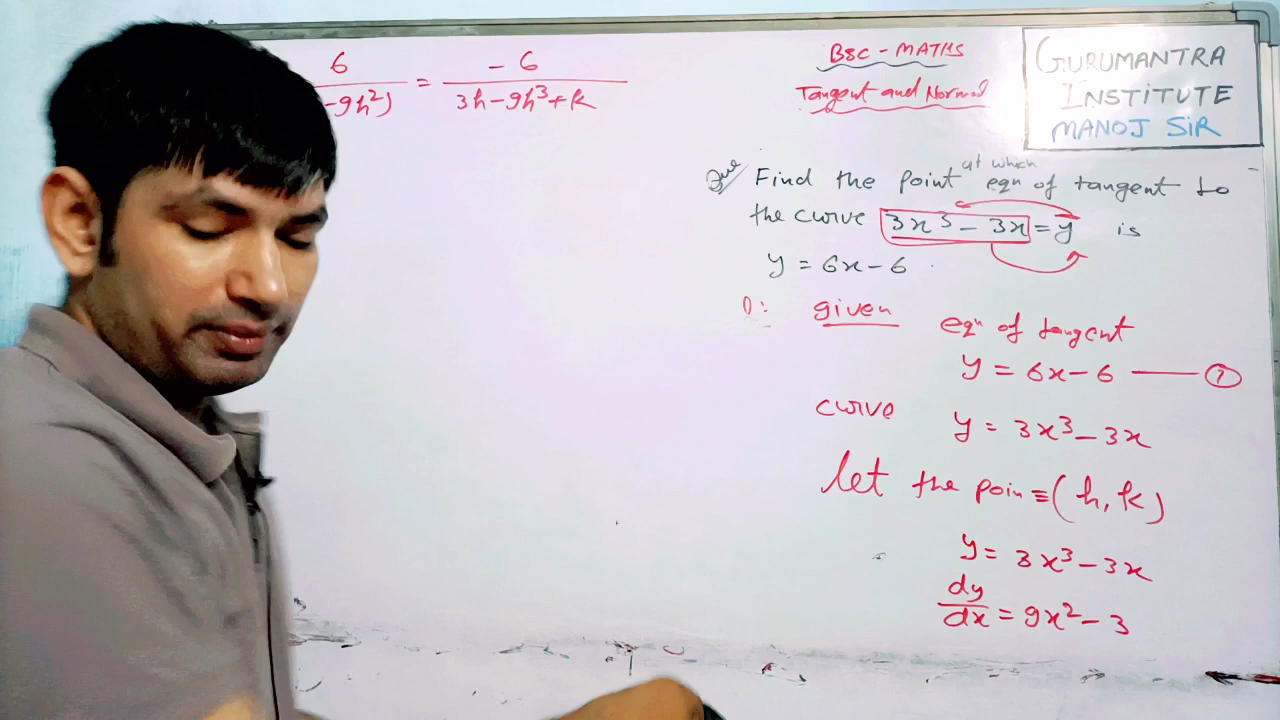 6 / -9h²) = -6 / 3h-9h³+k
BSC - MATHS
Tangent and Normal
GURUMANTRA
INSTITUTE
MANOJ SIR
Que Find the point at which eqn of tangent to
the curve 3x³ - 3x = y is
y = 6x - 6
given eqn of tangent
y = 6x - 6 —— ①
curve y = 3x³ - 3x
let the poin ≡ (h, k)
y = 3x³ - 3x
dy/dx = 9x² - 3